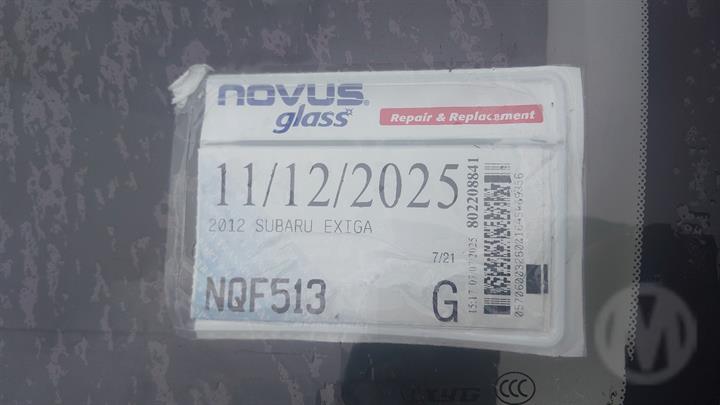 novus
glass
Repair & Replacement
11/12/2025
2012 SUBARU EXIGA
7/21
NQF513
G
802208841